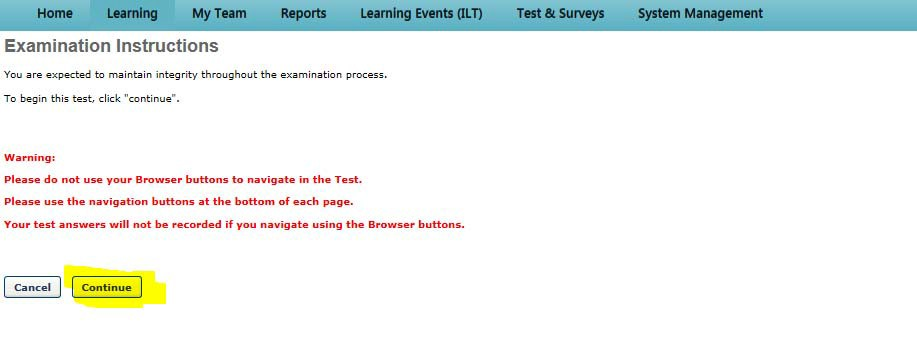 Home Learning My Team Reports Learning Events (ILT) Test & Surveys System Management
Examination Instructions
You are expected to maintain integrity throughout the examination process.
To begin this test, click "continue".
Warning:
Please do not use your Browser buttons to navigate in the Test.
Please use the navigation buttons at the bottom of each page.
Your test answers will not be recorded if you navigate using the Browser buttons.
Cancel Continue